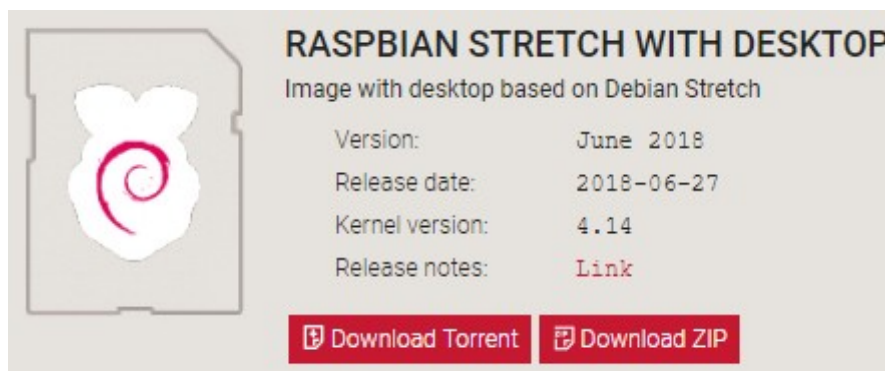 RASPBIAN STRETCH WITH DESKTOP
Image with desktop based on Debian Stretch
Version: June 2018
Release date: 2018-06-27
Kernel version: 4.14
Release notes: Link
Download Torrent Download ZIP